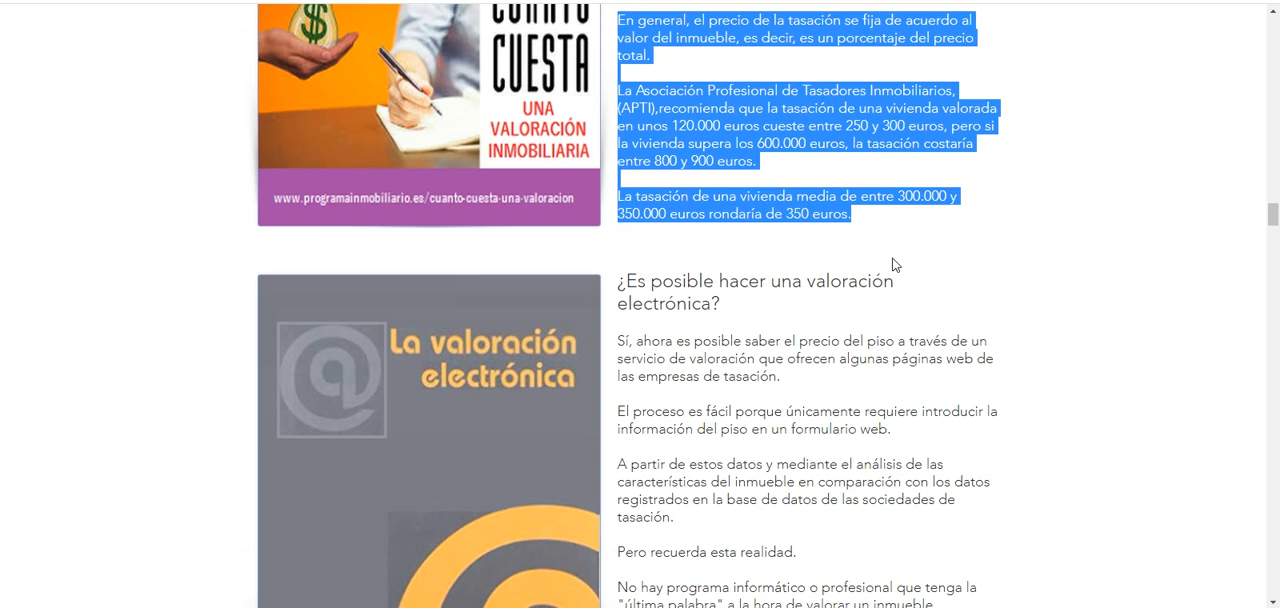 CUANTO
CUESTA
UNA
VALORACIÓN
INMOBILIARIA
www.programainmobiliario.es/cuanto-cuesta-una-valoracion
En general, el precio de la tasación se fija de acuerdo al
valor del inmueble, es decir, es un porcentaje del precio
total.
La Asociación Profesional de Tasadores Inmobiliarios,
(APTI),recomienda que la tasación de una vivienda valorada
en unos 120.000 euros cueste entre 250 y 300 euros, pero si
la vivienda supera los 600.000 euros, la tasación costaría
entre 800 y 900 euros.
La tasación de una vivienda media de entre 300.000 y
350.000 euros rondaría de 350 euros.
La valoración
electrónica
¿Es posible hacer una valoración
electrónica?
Sí, ahora es posible saber el precio del piso a través de un
servicio de valoración que ofrecen algunas páginas web de
las empresas de tasación.
El proceso es fácil porque únicamente requiere introducir la
información del piso en un formulario web.
A partir de estos datos y mediante el análisis de las
características del inmueble en comparación con los datos
registrados en la base de datos de las sociedades de
tasación.
Pero recuerda esta realidad.
No hay programa informático o profesional que tenga la
"última palabra" a la hora de valorar un inmueble